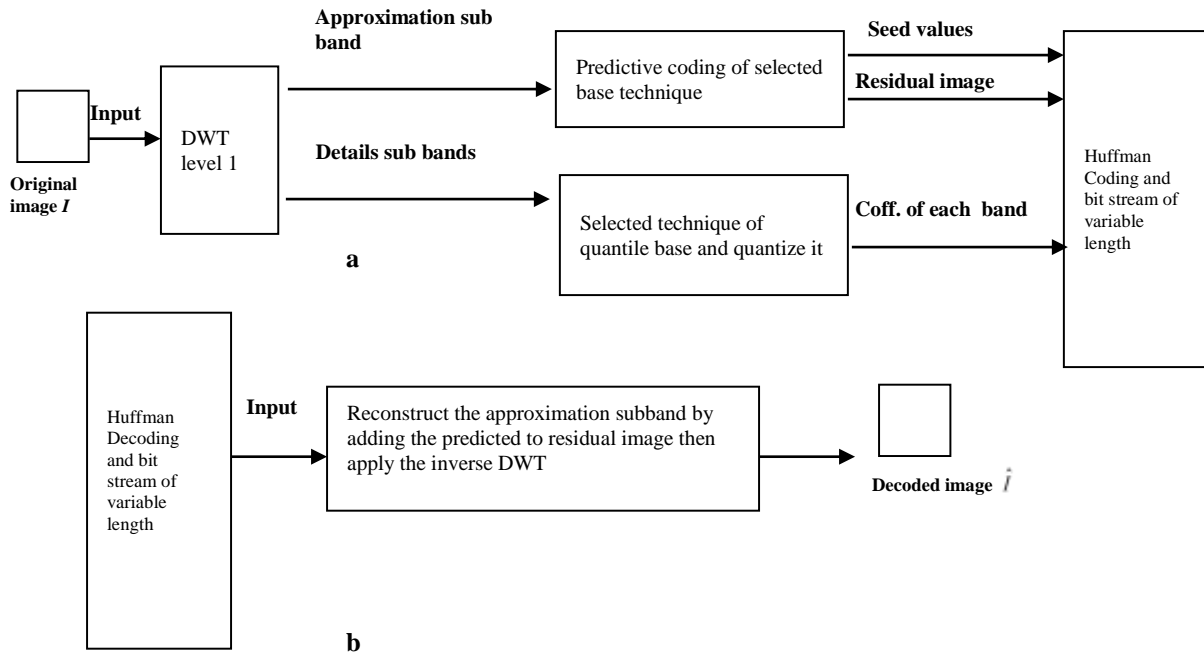 Approximation sub
band
Seed values
Predictive coding of selected
base technique
Residual image
Input
DWT
level 1
Details sub bands
Original
image I
Huffman
Coding and
bit stream of
variable
length
Coff. of each band
Selected technique of
quantile base and quantize it
a
Huffman
Decoding
and bit
stream of
variable
length
Input
Reconstruct the approximation subband by
adding the predicted to residual image then
apply the inverse DWT
Decoded image Î
b